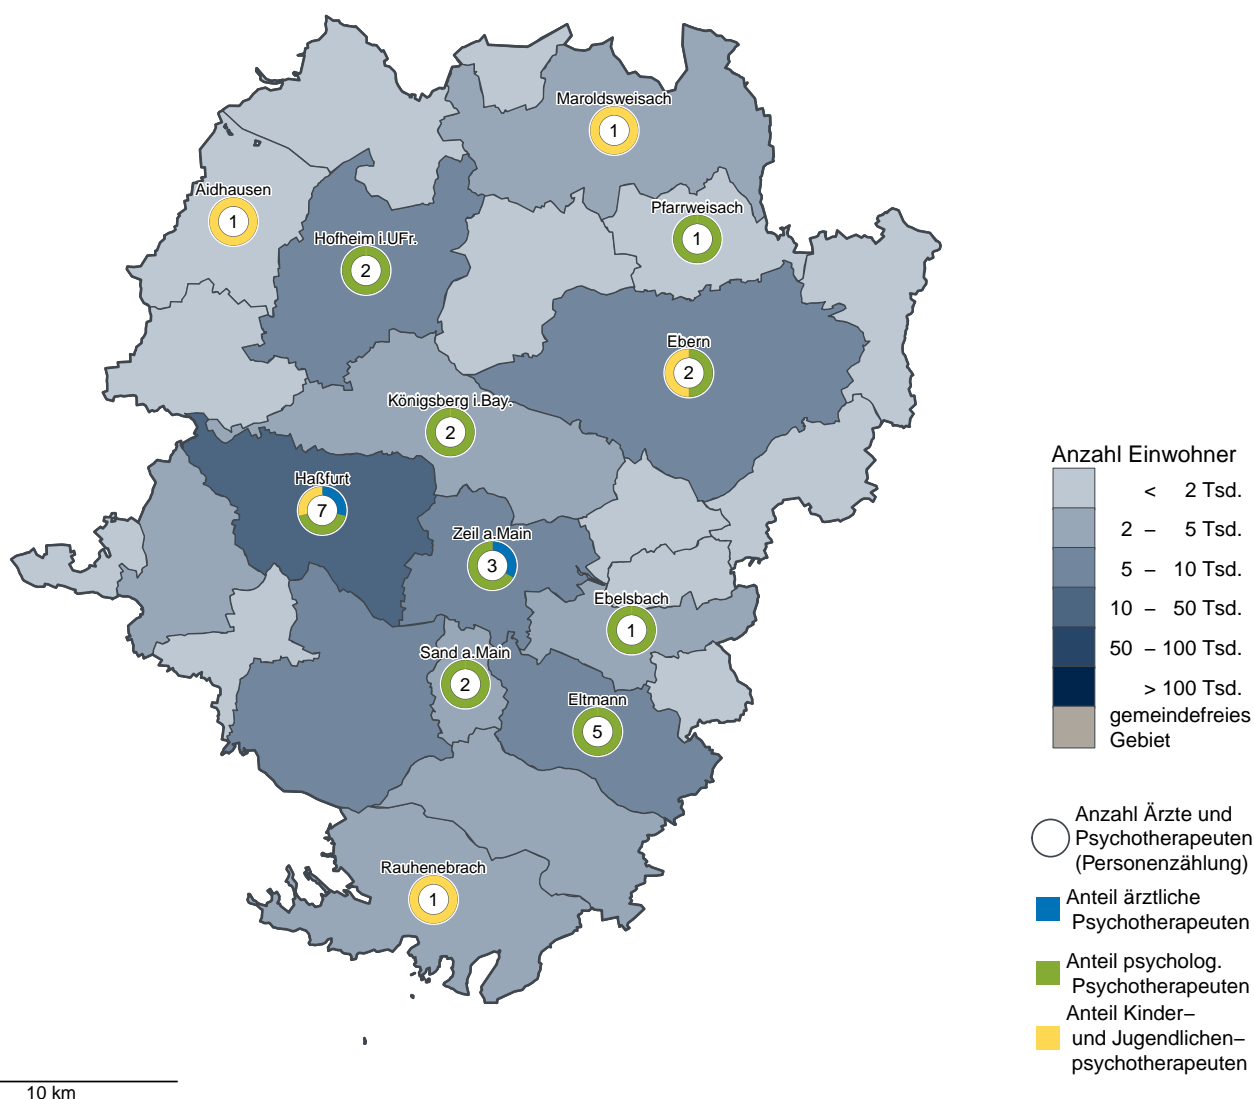 Maroldsweisach
1
Aidhausen
1
Pfarrweisach
1
Hofheim i.UFr.
2
Ebern
2
Königsberg i.Bay.
2
Haßfurt
7
Zeil a.Main
3
Ebelsbach
1
Sand a.Main
2
Eltmann
5
Rauhenebrach
1
10 km
Anzahl Einwohner
< 2 Tsd.
2 – 5 Tsd.
5 – 10 Tsd.
10 – 50 Tsd.
50 – 100 Tsd.
> 100 Tsd.
gemeindefreies
Gebiet
Anzahl Ärzte und
Psychotherapeuten
(Personenzählung)
Anteil ärztliche
Psychotherapeuten
Anteil psycholog.
Psychotherapeuten
Anteil Kinder–
und Jugendlichen–
psychotherapeuten